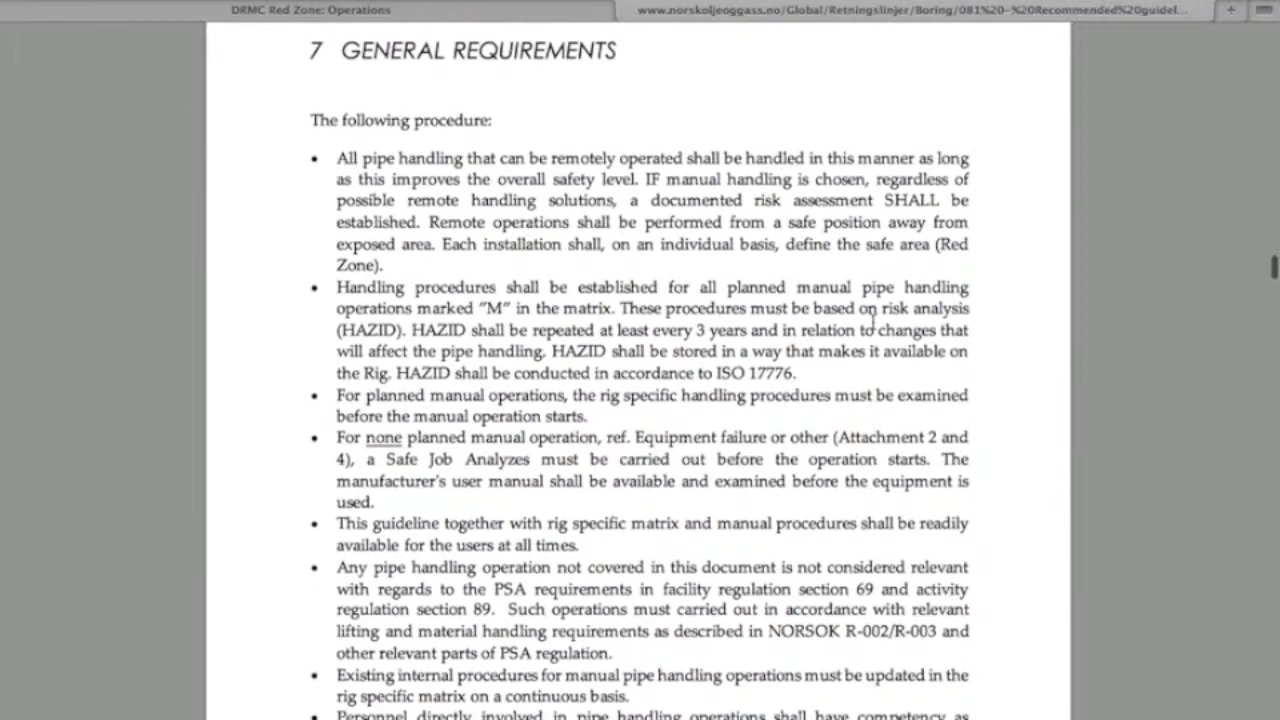 DRMC Red Zone: Operations
www.norskoljeoggass.no/Global/Retningslinjer/Boring/081%20-%20Recommended%20guidel...
7 GENERAL REQUIREMENTS
The following procedure:
• All pipe handling that can be remotely operated shall be handled in this manner as long
as this improves the overall safety level. IF manual handling is chosen, regardless of
possible remote handling solutions, a documented risk assessment SHALL be
established. Remote operations shall be performed from a safe position away from
exposed area. Each installation shall, on an individual basis, define the safe area (Red
Zone).
• Handling procedures shall be established for all planned manual pipe handling
operations marked "M" in the matrix. These procedures must be based on risk analysis
(HAZID). HAZID shall be repeated at least every 3 years and in relation to changes that
will affect the pipe handling. HAZID shall be stored in a way that makes it available on
the Rig. HAZID shall be conducted in accordance to ISO 17776.
• For planned manual operations, the rig specific handling procedures must be examined
before the manual operation starts.
• For none planned manual operation, ref. Equipment failure or other (Attachment 2 and
4), a Safe Job Analyzes must be carried out before the operation starts. The
manufacturer's user manual shall be available and examined before the equipment is
used.
• This guideline together with rig specific matrix and manual procedures shall be readily
available for the users at all times.
• Any pipe handling operation not covered in this document is not considered relevant
with regards to the PSA requirements in facility regulation section 69 and activity
regulation section 89. Such operations must carried out in accordance with relevant
lifting and material handling requirements as described in NORSOK R-002/R-003 and
other relevant parts of PSA regulation.
• Existing internal procedures for manual pipe handling operations must be updated in the
rig specific matrix on a continuous basis.
• Personnel directly involved in pipe handling operations shall have competency as